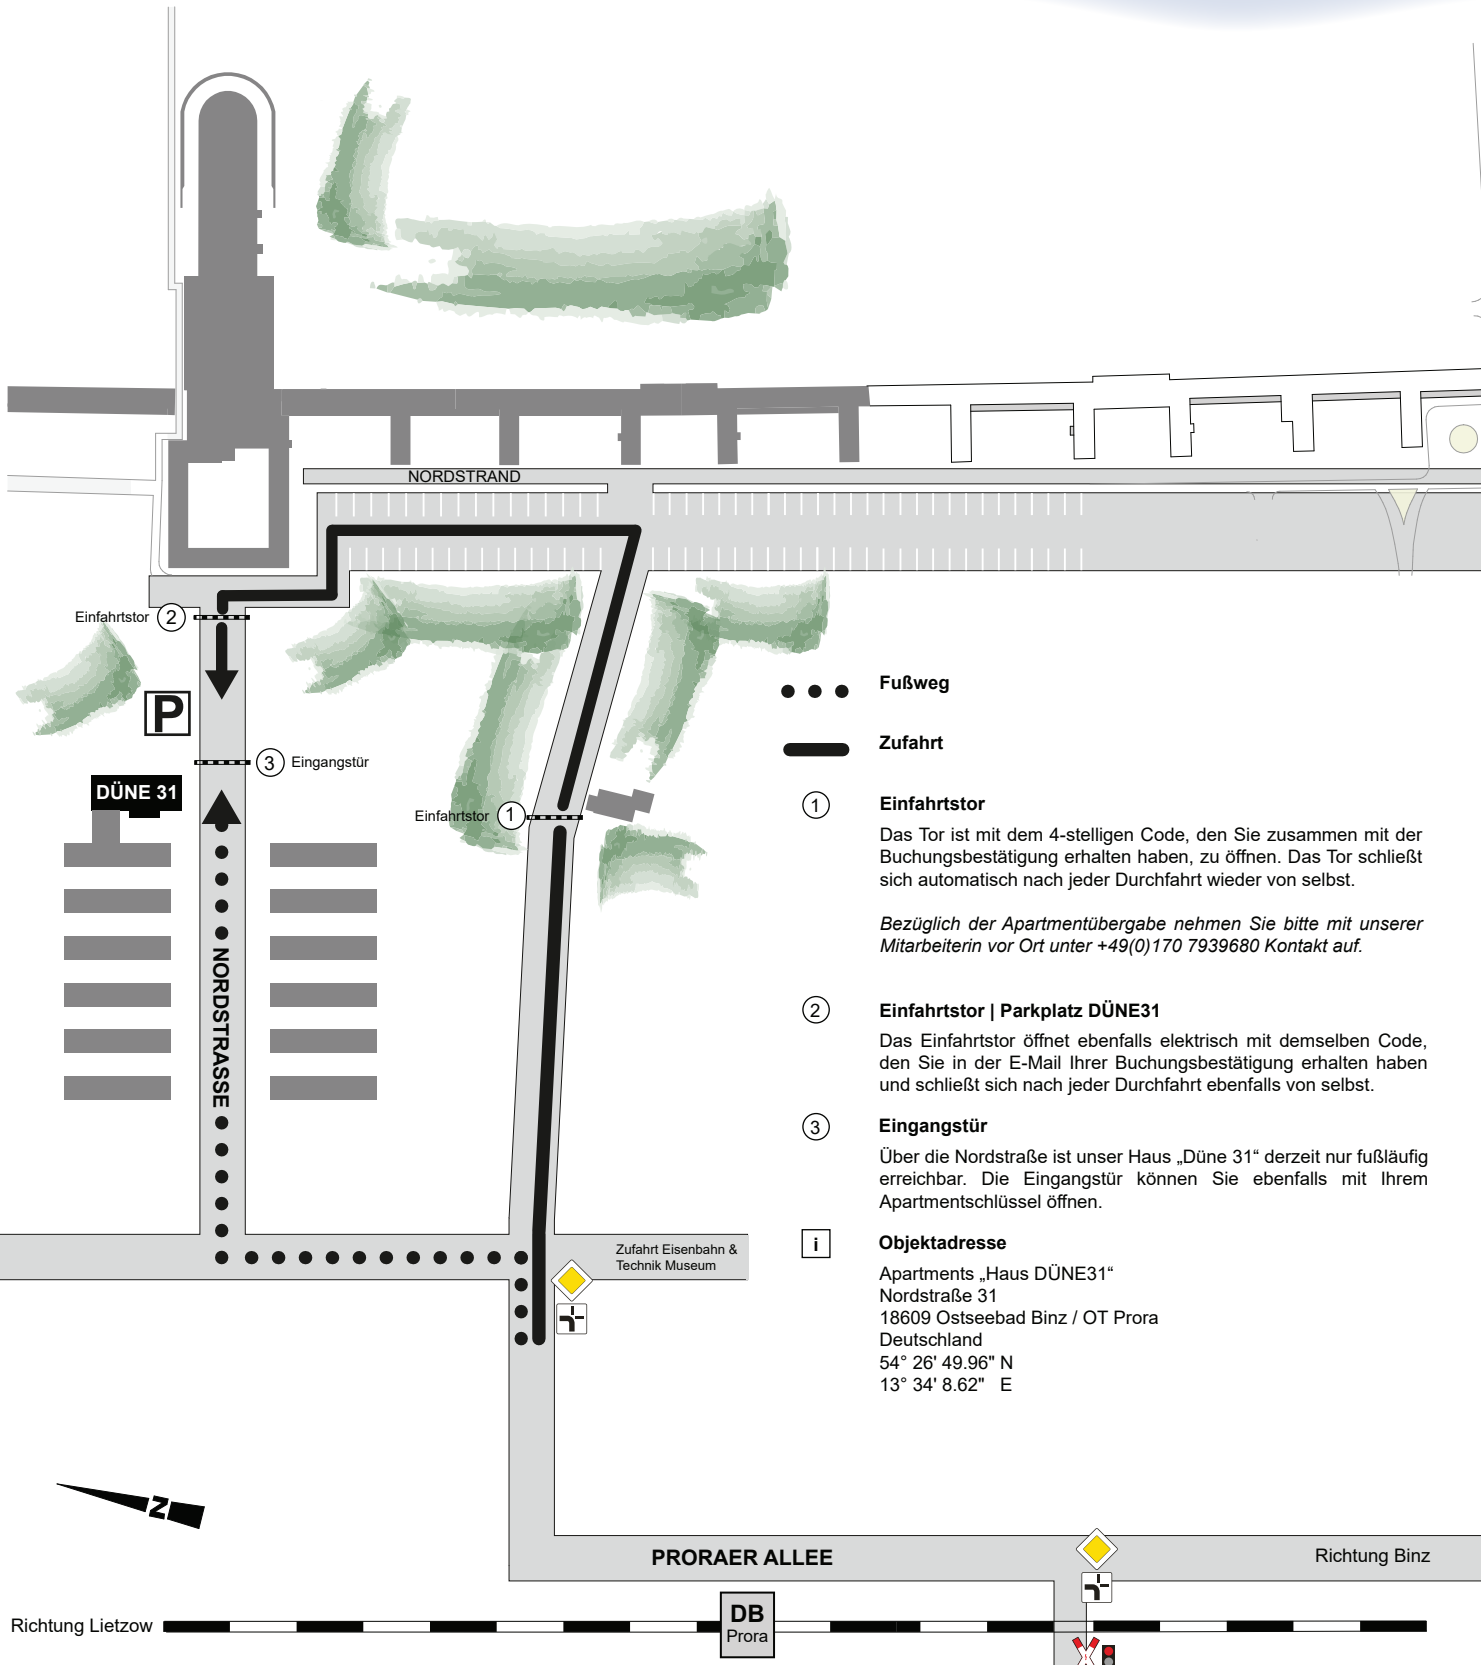 NORDSTRAND
Einfahrtstor 2
P
3 Eingangstür
DÜNE 31
Einfahrtstor 1
NORDSTRASSE
Zufahrt Eisenbahn &
Technik Museum
Fußweg
Zufahrt
1 Einfahrtstor
Das Tor ist mit dem 4-stelligen Code, den Sie zusammen mit der
Buchungsbestätigung erhalten haben, zu öffnen. Das Tor schließt
sich automatisch nach jeder Durchfahrt wieder von selbst.
Bezüglich der Apartmentübergabe nehmen Sie bitte mit unserer
Mitarbeiterin vor Ort unter +49(0)170 7939680 Kontakt auf.
2 Einfahrtstor | Parkplatz DÜNE31
Das Einfahrtstor öffnet ebenfalls elektrisch mit demselben Code,
den Sie in der E-Mail Ihrer Buchungsbestätigung erhalten haben
und schließt sich nach jeder Durchfahrt ebenfalls von selbst.
3 Eingangstür
Über die Nordstraße ist unser Haus „Düne 31“ derzeit nur fußläufig
erreichbar. Die Eingangstür können Sie ebenfalls mit Ihrem
Apartmentschlüssel öffnen.
i Objektadresse
Apartments „Haus DÜNE31“
Nordstraße 31
18609 Ostseebad Binz / OT Prora
Deutschland
54° 26' 49.96" N
13° 34' 8.62" E
N
PRORAER ALLEE
Richtung Binz
Richtung Lietzow
DB
Prora